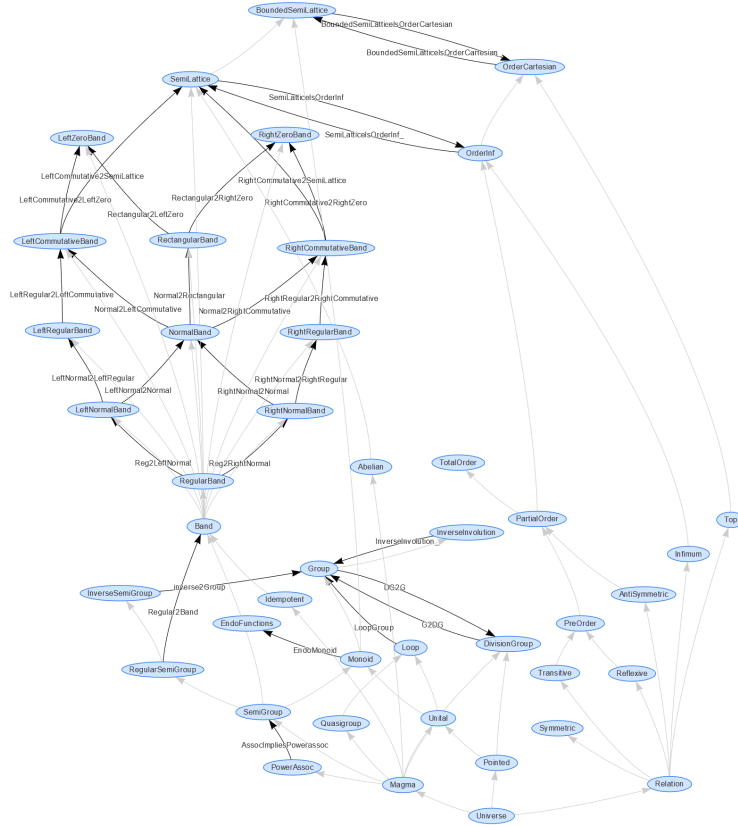 BoundedSemiLattice
BoundedSemiLatticeIsOrderCartesian
BoundedSemiLatticeIsOrderCartesian_
OrderCartesian
SemiLattice
SemiLatticeIsOrderInf
SemiLatticeIsOrderInf_
LeftZeroBand
RightZeroBand
OrderInf
LeftCommutative2SemiLattice
RightCommutative2SemiLattice
LeftCommutative2LeftZero
Rectangular2RightZero
RightCommutative2RightZero
Rectangular2LeftZero
LeftCommutativeBand
RectangularBand
RightCommutativeBand
LeftRegular2LeftCommutative
Normal2Rectangular
RightRegular2RightCommutative
Normal2LeftCommutative
Normal2RightCommutative
LeftRegularBand
NormalBand
RightRegularBand
LeftNormal2LeftRegular
RightNormal2RightRegular
LeftNormal2Normal
RightNormal2Normal
LeftNormalBand
RightNormalBand
Reg2LeftNormal
Reg2RightNormal
Abelian
TotalOrder
RegularBand
Band
InverseInvolution
PartialOrder
Top
InverseInvolution_
Infimum
Group
inverse2Group
DG2G
InverseSemiGroup
Idempotent
AntiSymmetric
Regular2Band
EndoFunctions
LoopGroup
G2DG
PreOrder
EndoMonoid
Loop
DivisionGroup
Monoid
RegularSemiGroup
Transitive
Reflexive
SemiGroup
Quasigroup
Unital
Symmetric
AssocImpliesPowerassoc
PowerAssoc
Pointed
Magma
Relation
Universe